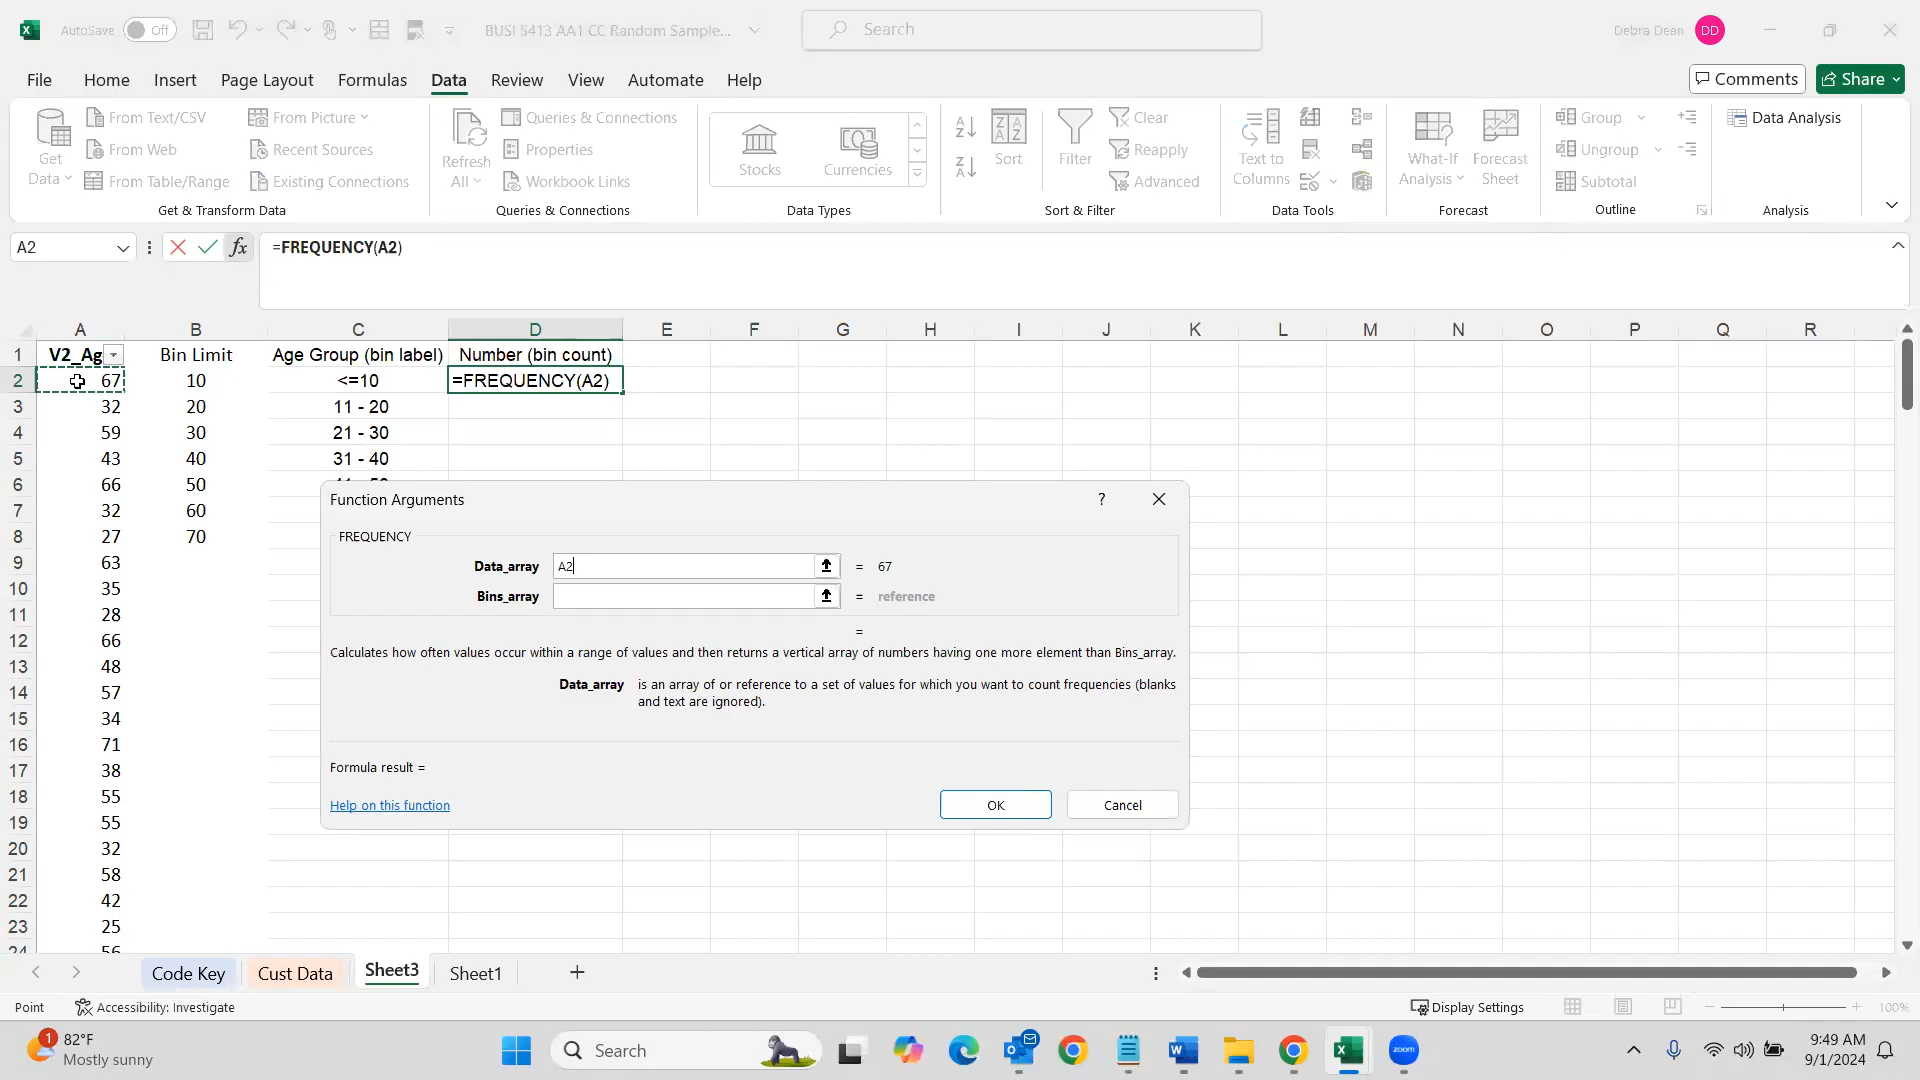 AutoSave Off BUSI 5413 AA1 CC Random Sample... Search Debra Dean DD
File Home Insert Page Layout Formulas Data Review View Automate Help Comments Share
Get Data
From Text/CSV
From Web
From Table/Range
From Picture
Recent Sources
Existing Connections
Get & Transform Data
Refresh All
Queries & Connections
Properties
Workbook Links
Queries & Connections
Stocks Currencies
Data Types
Sort
Filter
Clear
Reapply
Advanced
Sort & Filter
Text to Columns
Data Tools
What-If Analysis
Forecast Sheet
Forecast
Group
Ungroup
Subtotal
Outline
Data Analysis
Analysis
A2 fx =FREQUENCY(A2)
A B C D E F G H I J K L M N O P Q R
1 V2_Ag Bin Limit Age Group (bin label) Number (bin count)
2 67 10 <=10 =FREQUENCY(A2)
3 32 20 11 - 20
4 59 30 21 - 30
5 43 40 31 - 40
6 66 50
7 32 60
8 27 70
9 63
10 35
11 28
12 66
13 48
14 57
15 34
16 71
17 38
18 55
19 55
20 32
21 58
22 42
23 25
24 56
Function Arguments ?
FREQUENCY
Data_array A2 = 67
Bins_array = reference
=
Calculates how often values occur within a range of values and then returns a vertical array of numbers having one more element than Bins_array.
Data_array is an array of or reference to a set of values for which you want to count frequencies (blanks
and text are ignored).
Formula result =
Help on this function OK Cancel
Code Key Cust Data Sheet3 Sheet1
Point Accessibility: Investigate Display Settings 100%
1 82°F
Mostly sunny
Search
zoom
9:49 AM
9/1/2024